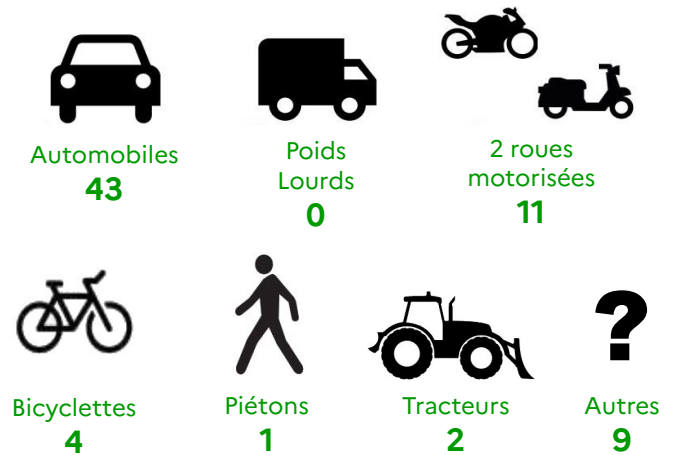 Automobiles
43
Poids
Lourds
0
2 roues
motorisées
11
?
Bicyclettes
4
Piétons
1
Tracteurs
2
Autres
9